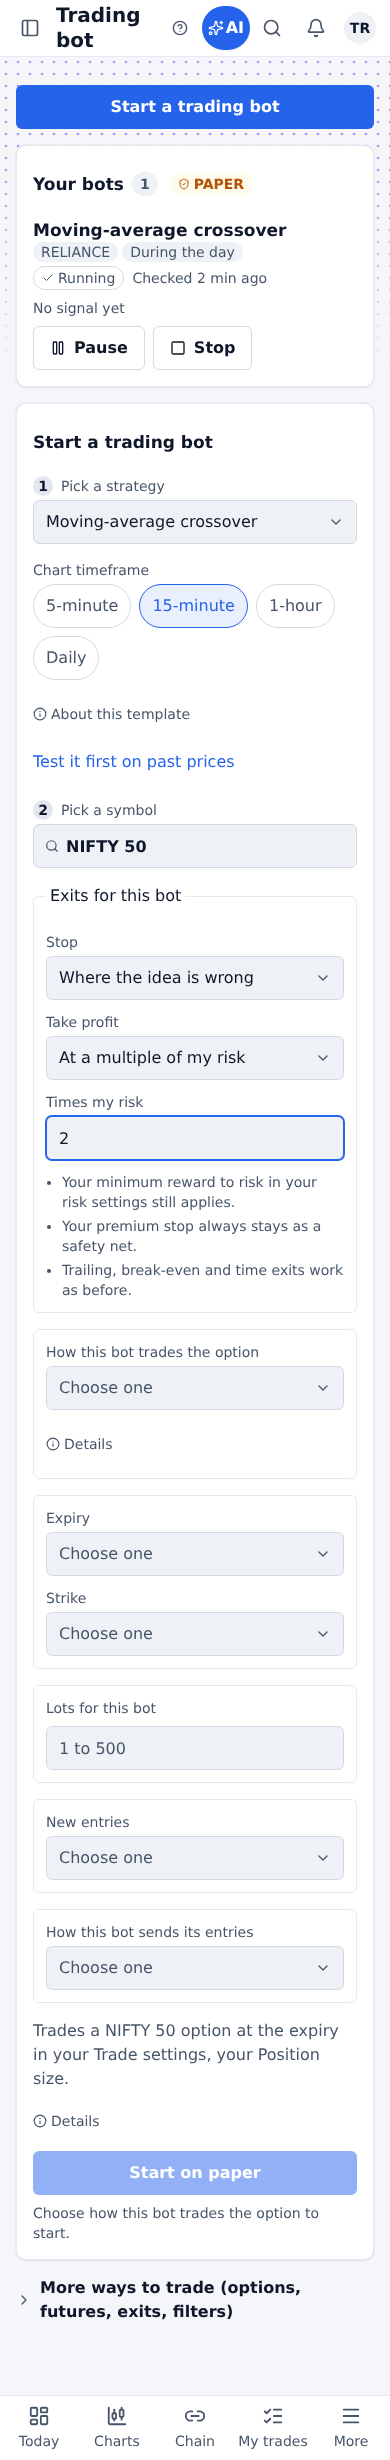 Trading
bot
AI
TR
Start a trading bot
Your bots 1 PAPER
Moving-average crossover
RELIANCE During the day
Running Checked 2 min ago
No signal yet
Pause Stop
Start a trading bot
1 Pick a strategy
Moving-average crossover
Chart timeframe
5-minute 15-minute 1-hour
Daily
About this template
Test it first on past prices
2 Pick a symbol
NIFTY 50
Exits for this bot
Stop
Where the idea is wrong
Take profit
At a multiple of my risk
Times my risk
2
• Your minimum reward to risk in your
risk settings still applies.
• Your premium stop always stays as a
safety net.
• Trailing, break-even and time exits work
as before.
How this bot trades the option
Choose one
Details
Expiry
Choose one
Strike
Choose one
Lots for this bot
1 to 500
New entries
Choose one
How this bot sends its entries
Choose one
Trades a NIFTY 50 option at the expiry
in your Trade settings, your Position
size.
Details
Start on paper
Choose how this bot trades the option to
start.
More ways to trade (options,
futures, exits, filters)
Today Charts Chain My trades More